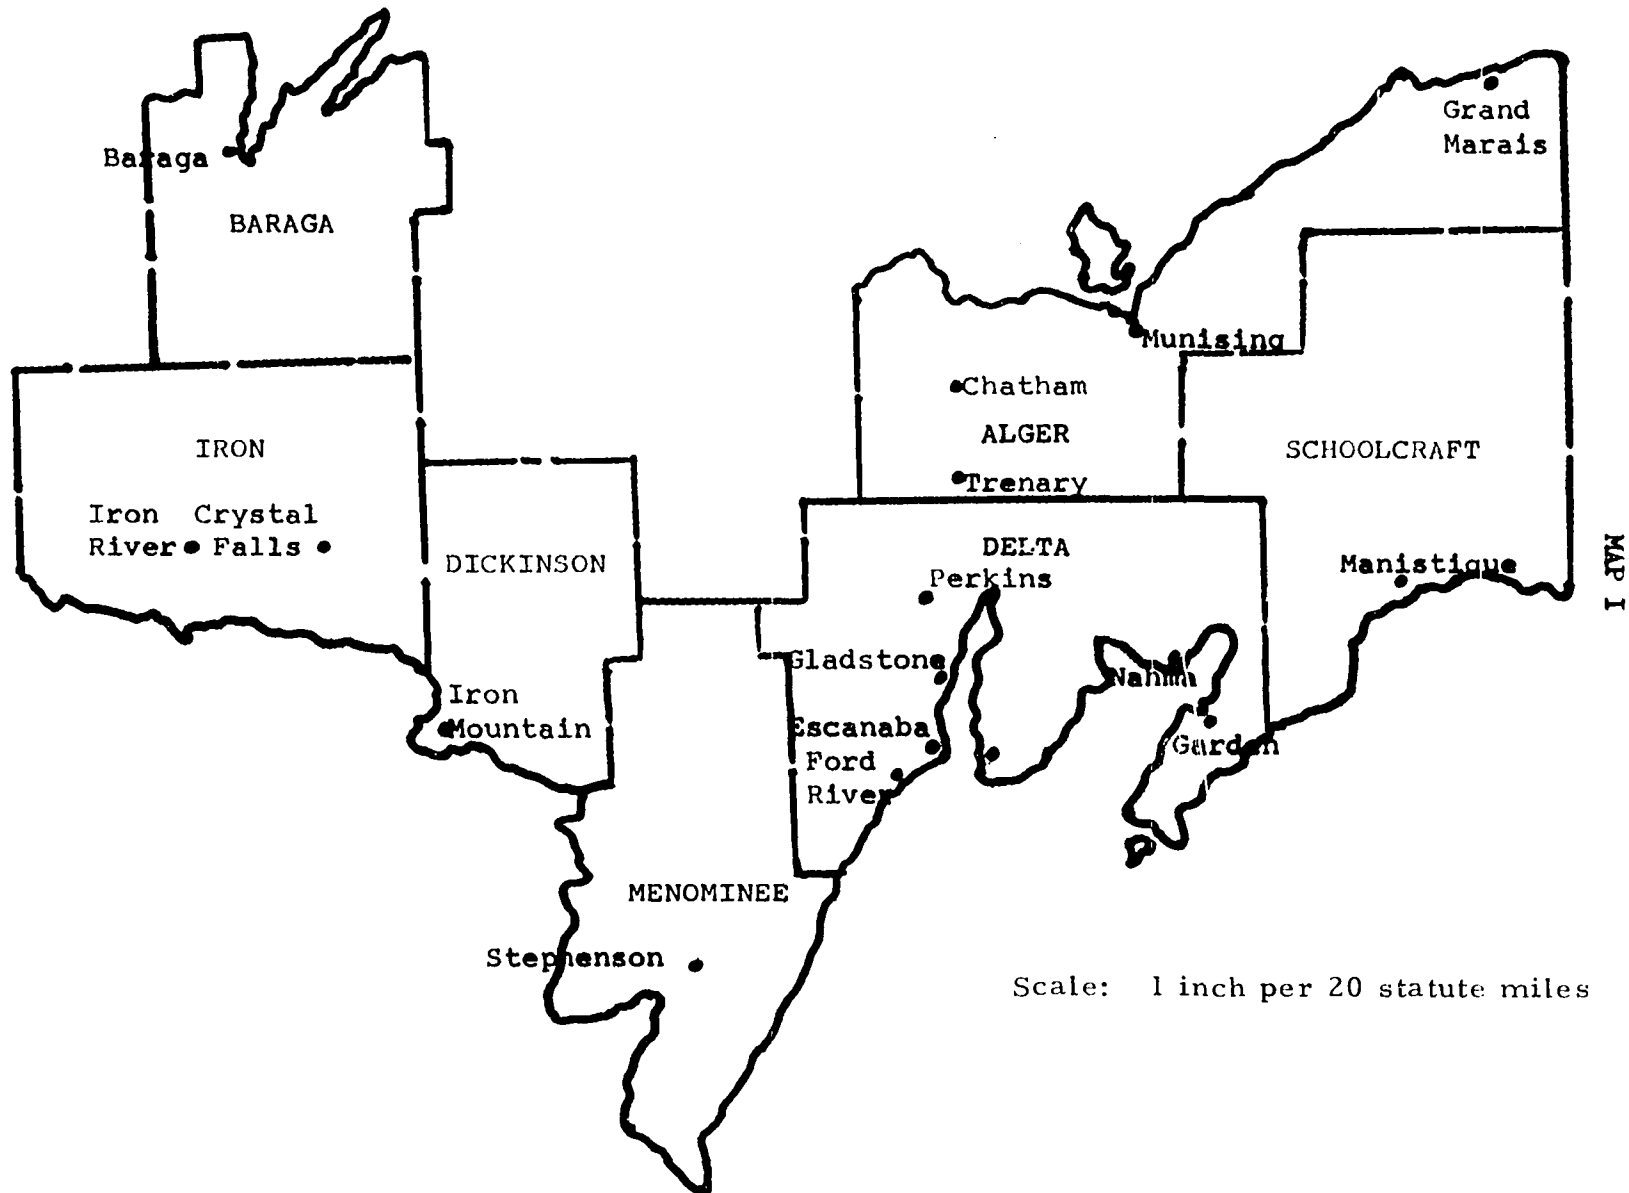 Grand
Marais
Baraga
BARAGA
Munising
Chatham
ALGER
IRON
SCHOOLCRAFT
Trenary
Iron Crystal
River Falls
DELTA
DICKINSON
Perkins
Manistique
MAP I
Gladstone
Nahma
Iron
Mountain
Escanaba
Garden
Ford
River
MENOMINEE
Stephenson
Scale: 1 inch per 20 statute miles